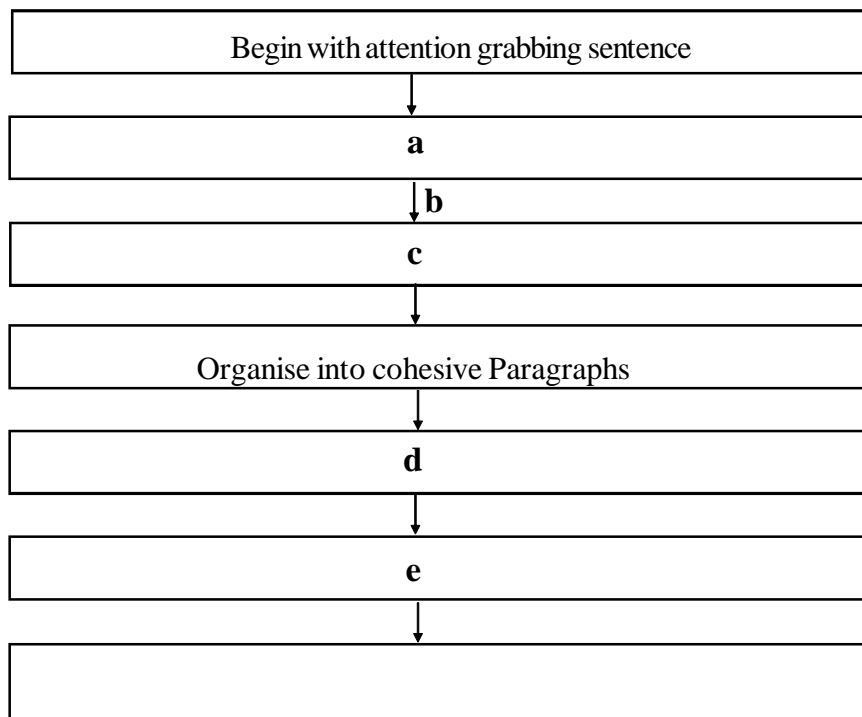 Begin with attention grabbing sentence
a
b
c
Organise into cohesive Paragraphs
d
e